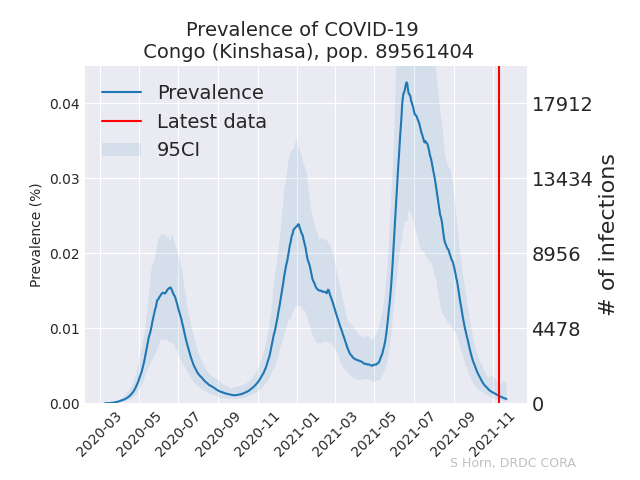 Prevalence of COVID-19
Congo (Kinshasa), pop. 89561404
Prevalence
Latest data
95CI
Prevalence (%)
0.04
0.03
0.02
0.01
0.00
17912
13434
8956
4478
0
# of infections
2020-03
2020-05
2020-07
2020-09
2020-11
2021-01
2021-03
2021-05
2021-07
2021-09
2021-11
S Horn, DRDC CORA